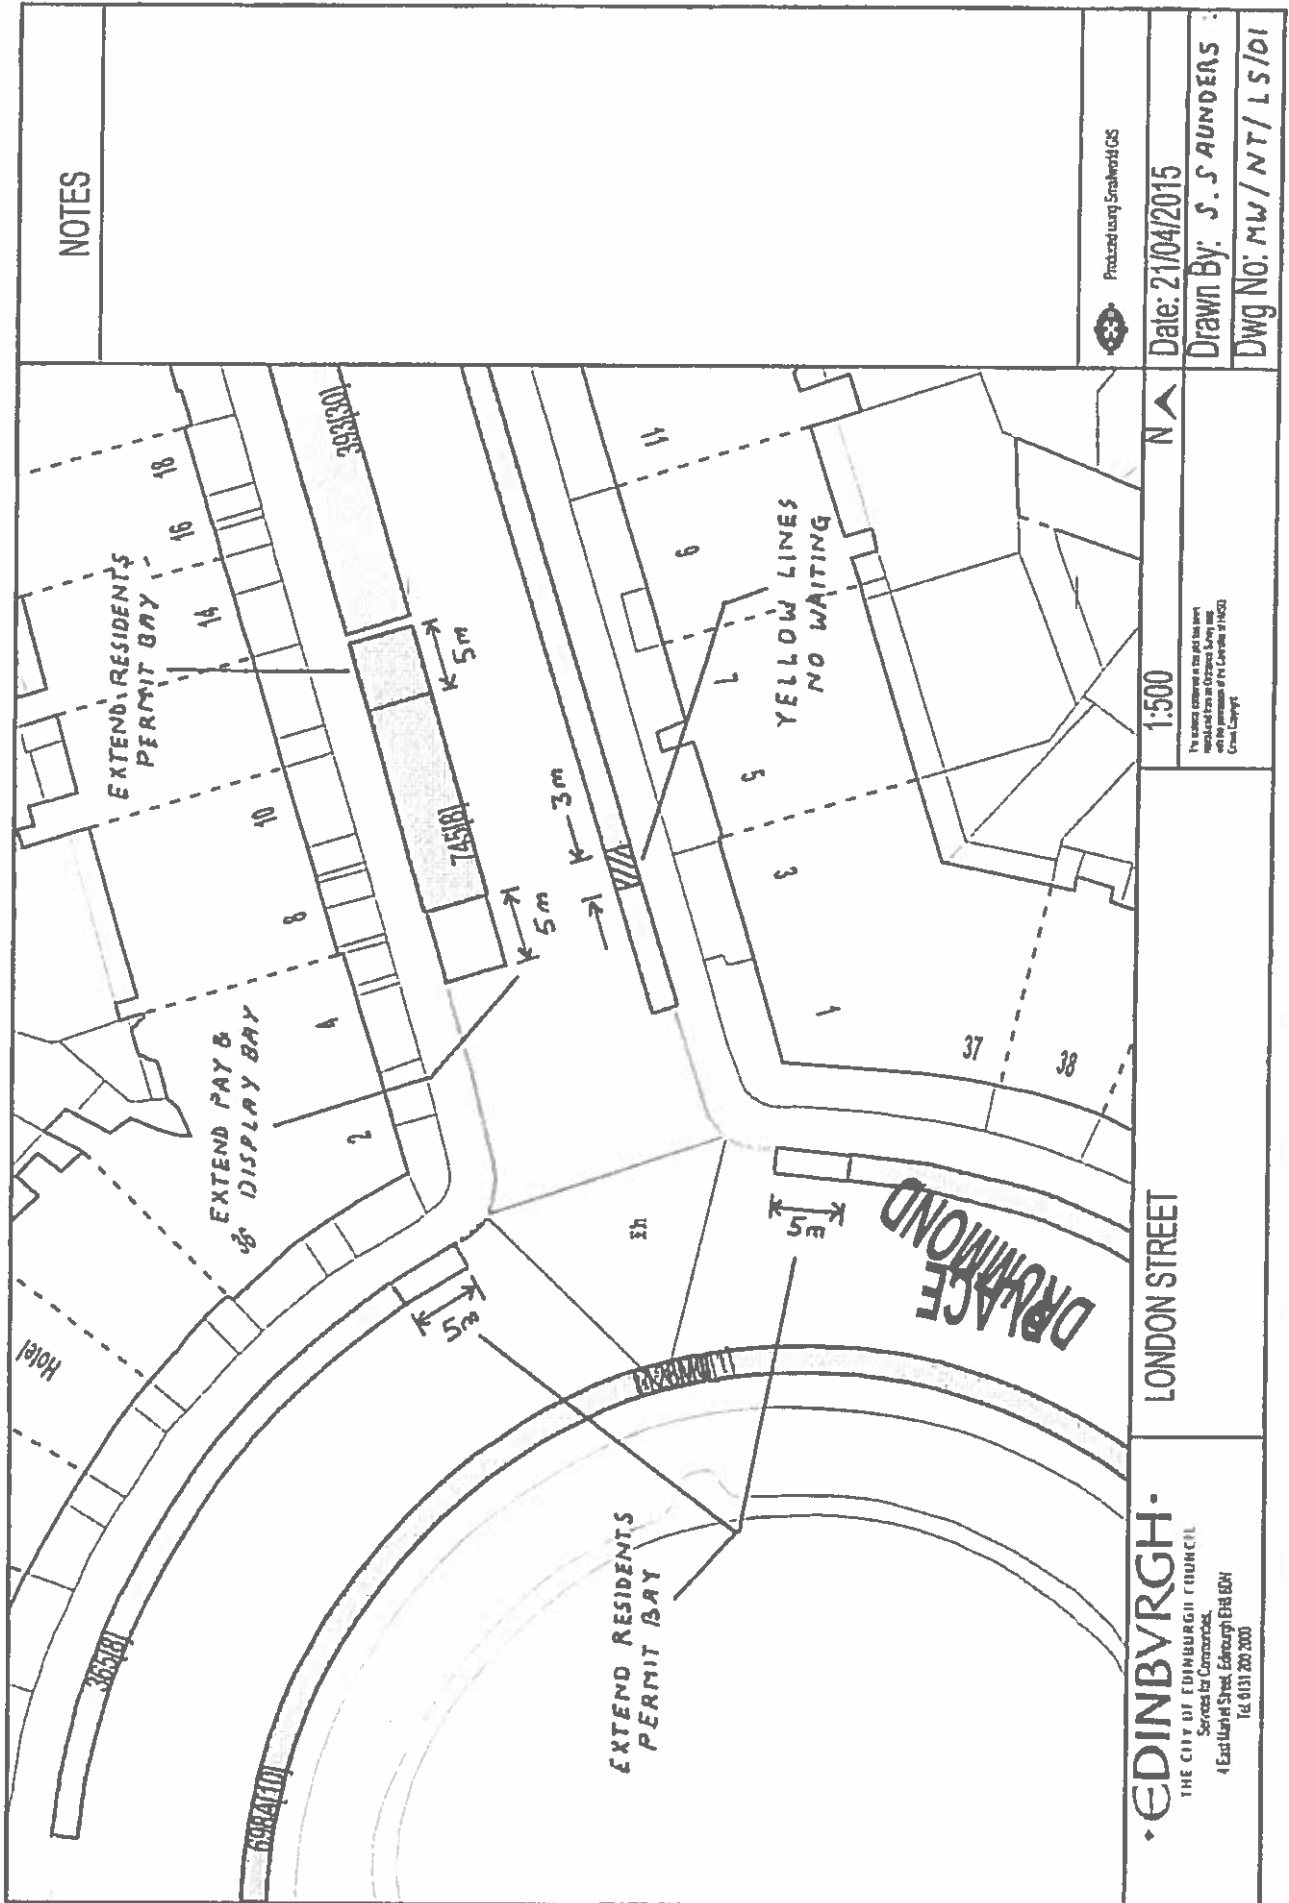 NOTES
Produced using Smallworld GIS
Date: 21/04/2015
Drawn By: S. SAUNDERS
Dwg No: MW/NT/LS/01
N
1:500
LONDON STREET
EDINBVRGH
THE CITY OF EDINBURGH COUNCIL
Services for Communities,
4 East Market Street, Edinburgh EH8 8DH
Tel 0131 200 2000
EXTEND RESIDENTS
PERMIT BAY
EXTEND PAY &
DISPLAY BAY
YELLOW LINES
NO WAITING
EXTEND RESIDENTS
PERMIT BAY
5m
5m
3m
5m
5m
393(30)
745(8)
365(8)
698A(10)
Hotel
2
4
8
10
14
16
18
1
3
5
7
9
11
37
38
DRUMMOND
PLACE